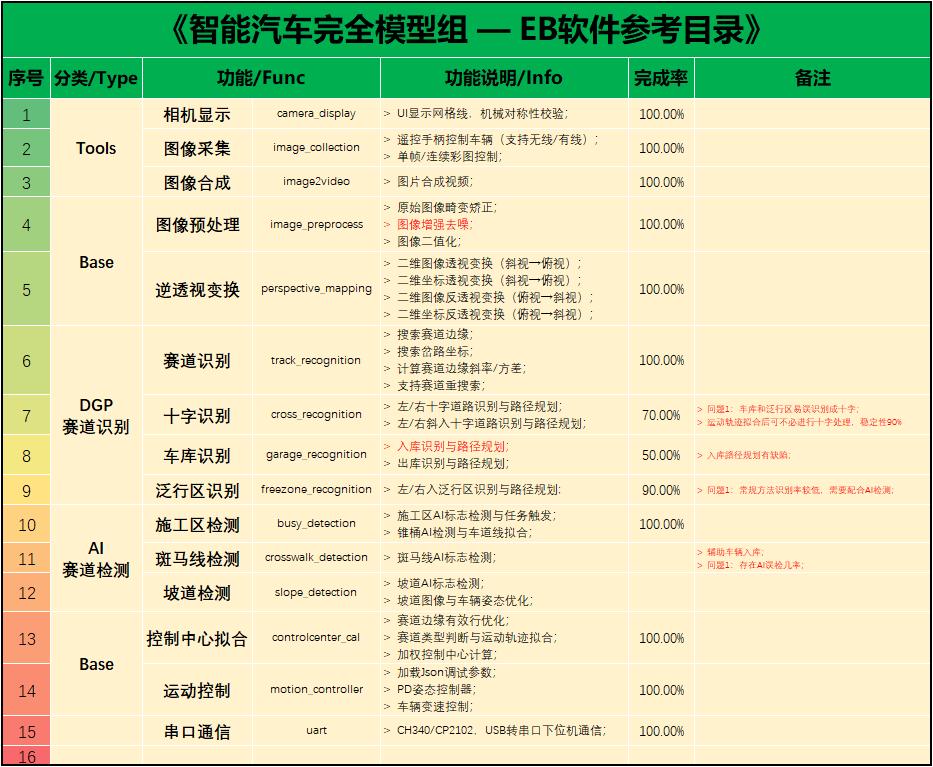 《智能汽车完全模型组 — EB软件参考目录》
序号 分类/Type 功能/Func 功能说明/Info 完成率 备注
1 Tools 相机显示 camera_display > UI显示网格线，机械对称性校验； 100.00%
2 图像采集 image_collection > 遥控手柄控制车辆（支持无线/有线）； 100.00%
> 单帧/连续彩图控制；
3 图像合成 image2video > 图片合成视频； 100.00%
4 Base 图像预处理 image_preprocess > 原始图像畸变矫正； 100.00%
> 图像增强去噪；
> 图像二值化；
5 逆透视变换 perspective_mapping > 二维图像透视变换（斜视→俯视）； 100.00%
> 二维坐标透视变换（斜视→俯视）；
> 二维图像反透视变换（俯视→斜视）；
> 二维坐标反透视变换（俯视→斜视）；
6 DGP 赛道识别 赛道识别 track_recognition > 搜索赛道边缘； 100.00%
> 搜索岔路坐标；
> 计算赛道边缘斜率/方差；
> 支持赛道重搜索；
7 十字识别 cross_recognition > 左/右十字道路识别与路径规划； 70.00% > 问题1：车库和泛行区易误识别成十字；
> 左/右斜入十字道路识别与路径规划； > 运动轨迹拟合后可不必进行十字处理，稳定性90%
8 车库识别 garage_recognition > 入库识别与路径规划； 50.00% > 入库路径规划有缺陷；
> 出库识别与路径规划；
9 泛行区识别 freezone_recognition > 左/右入泛行区识别与路径规划： 90.00% > 问题1：常规方法识别率较低，需要配合AI检测；
10 AI 赛道检测 施工区检测 busy_detection > 施工区AI标志检测与任务触发； 100.00%
> 锥桶AI检测与车道线拟合；
11 斑马线检测 crosswalk_detection > 斑马线AI标志检测； > 辅助车辆入库；
> 问题1：存在AI误检几率；
12 坡道检测 slope_detection > 坡道AI标志检测；
> 坡道图像与车辆姿态优化；
13 Base 控制中心拟合 controlcenter_cal > 赛道边缘有效行优化； 100.00%
> 赛道类型判断与运动轨迹拟合；
> 加权控制中心计算；
14 运动控制 motion_controller > 加载Json调试参数； 100.00%
> PD姿态控制器；
> 车辆变速控制；
15 串口通信 uart > CH340/CP2102，USB转串口下位机通信； 100.00%
16